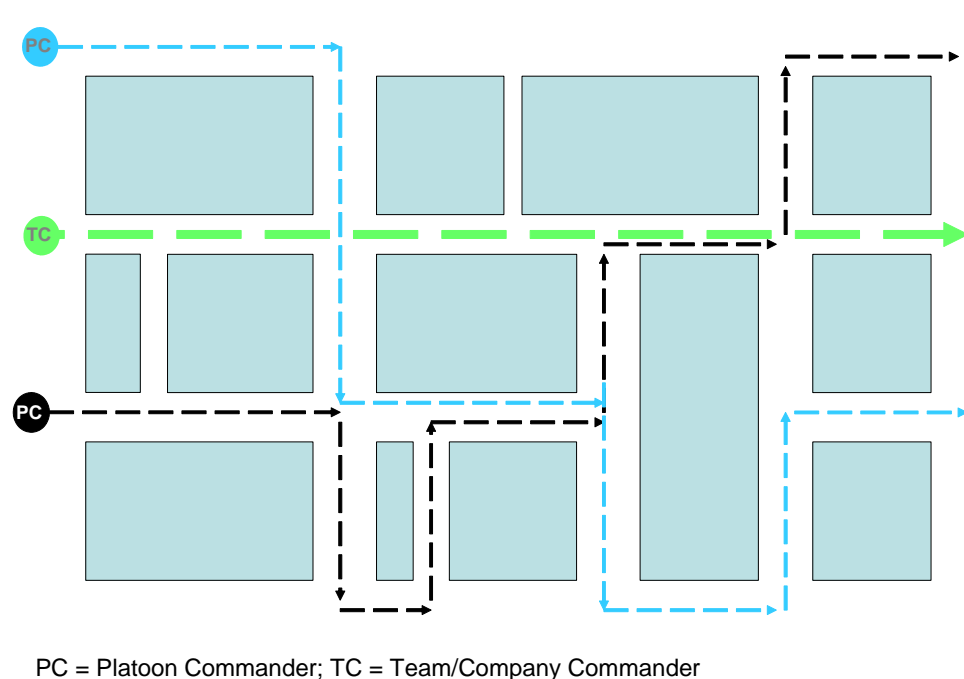 PC
TC
PC
PC = Platoon Commander; TC = Team/Company Commander